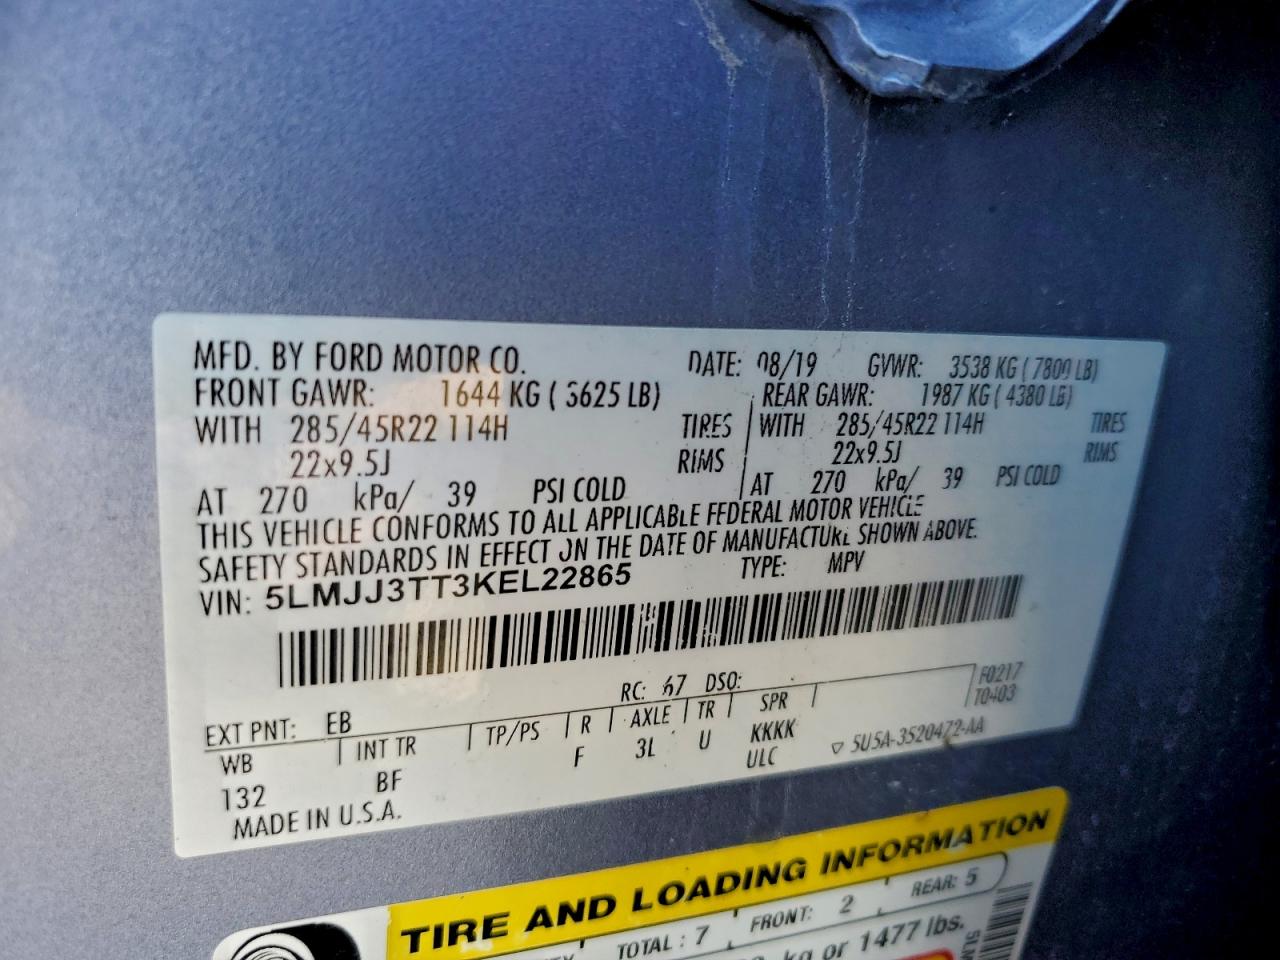 MFD. BY FORD MOTOR CO. DATE: 08/19 GVWR: 3538 KG ( 7800 LB)
FRONT GAWR: 1644 KG ( 3625 LB) REAR GAWR: 1987 KG ( 4380 LB)
WITH 285/45R22 114H TIRES WITH 285/45R22 114H TIRES
22x9.5J RIMS 22x9.5J RIMS
AT 270 kPa/ 39 PSI COLD AT 270 kPa/ 39 PSI COLD
THIS VEHICLE CONFORMS TO ALL APPLICABLE FEDERAL MOTOR VEHICLE
SAFETY STANDARDS IN EFFECT ON THE DATE OF MANUFACTURE SHOWN ABOVE.
VIN: 5LMJJ3TT3KEL22865 TYPE: MPV
RC: 67 DSO: F0217
T0403
EXT PNT: EB
WB INT TR TP/PS R AXLE TR SPR
132 BF F 3L U KKKK
ULC ▽ 5U5A-3520472-AA
MADE IN U.S.A.
TIRE AND LOADING INFORMATION
TOTAL : 7 FRONT: 2 REAR: 5
kg or 1477 lbs.